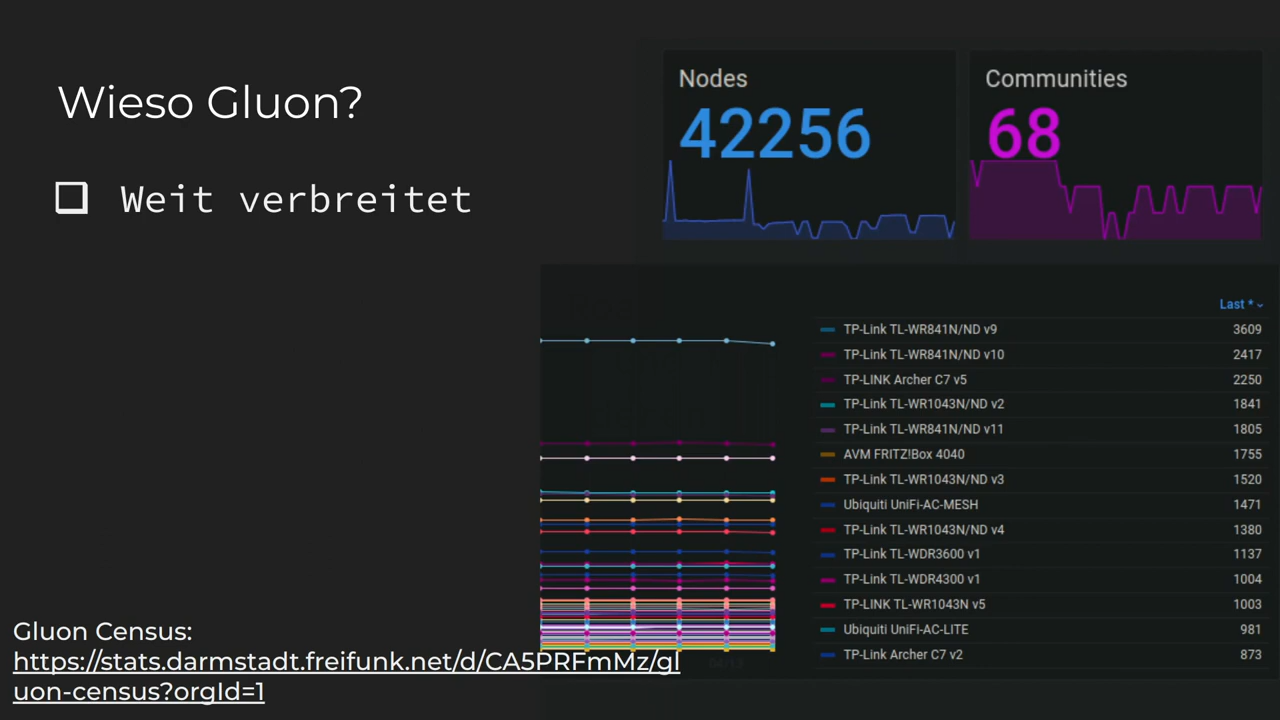 Wieso Gluon?
❏ Weit verbreitet
Nodes
42256
Communities
68
Last *
TP-Link TL-WR841N/ND v9 3609
TP-Link TL-WR841N/ND v10 2417
TP-LINK Archer C7 v5 2250
TP-Link TL-WR1043N/ND v2 1841
TP-Link TL-WR841N/ND v11 1805
AVM FRITZ!Box 4040 1755
TP-Link TL-WR1043N/ND v3 1520
Ubiquiti UniFi-AC-MESH 1471
TP-Link TL-WR1043N/ND v4 1380
TP-Link TL-WDR3600 v1 1137
TP-Link TL-WDR4300 v1 1004
TP-LINK TL-WR1043N v5 1003
Ubiquiti UniFi-AC-LITE 981
TP-Link Archer C7 v2 873
Gluon Census:
https://stats.darmstadt.freifunk.net/d/CA5PRFmMz/gl
uon-census?orgId=1